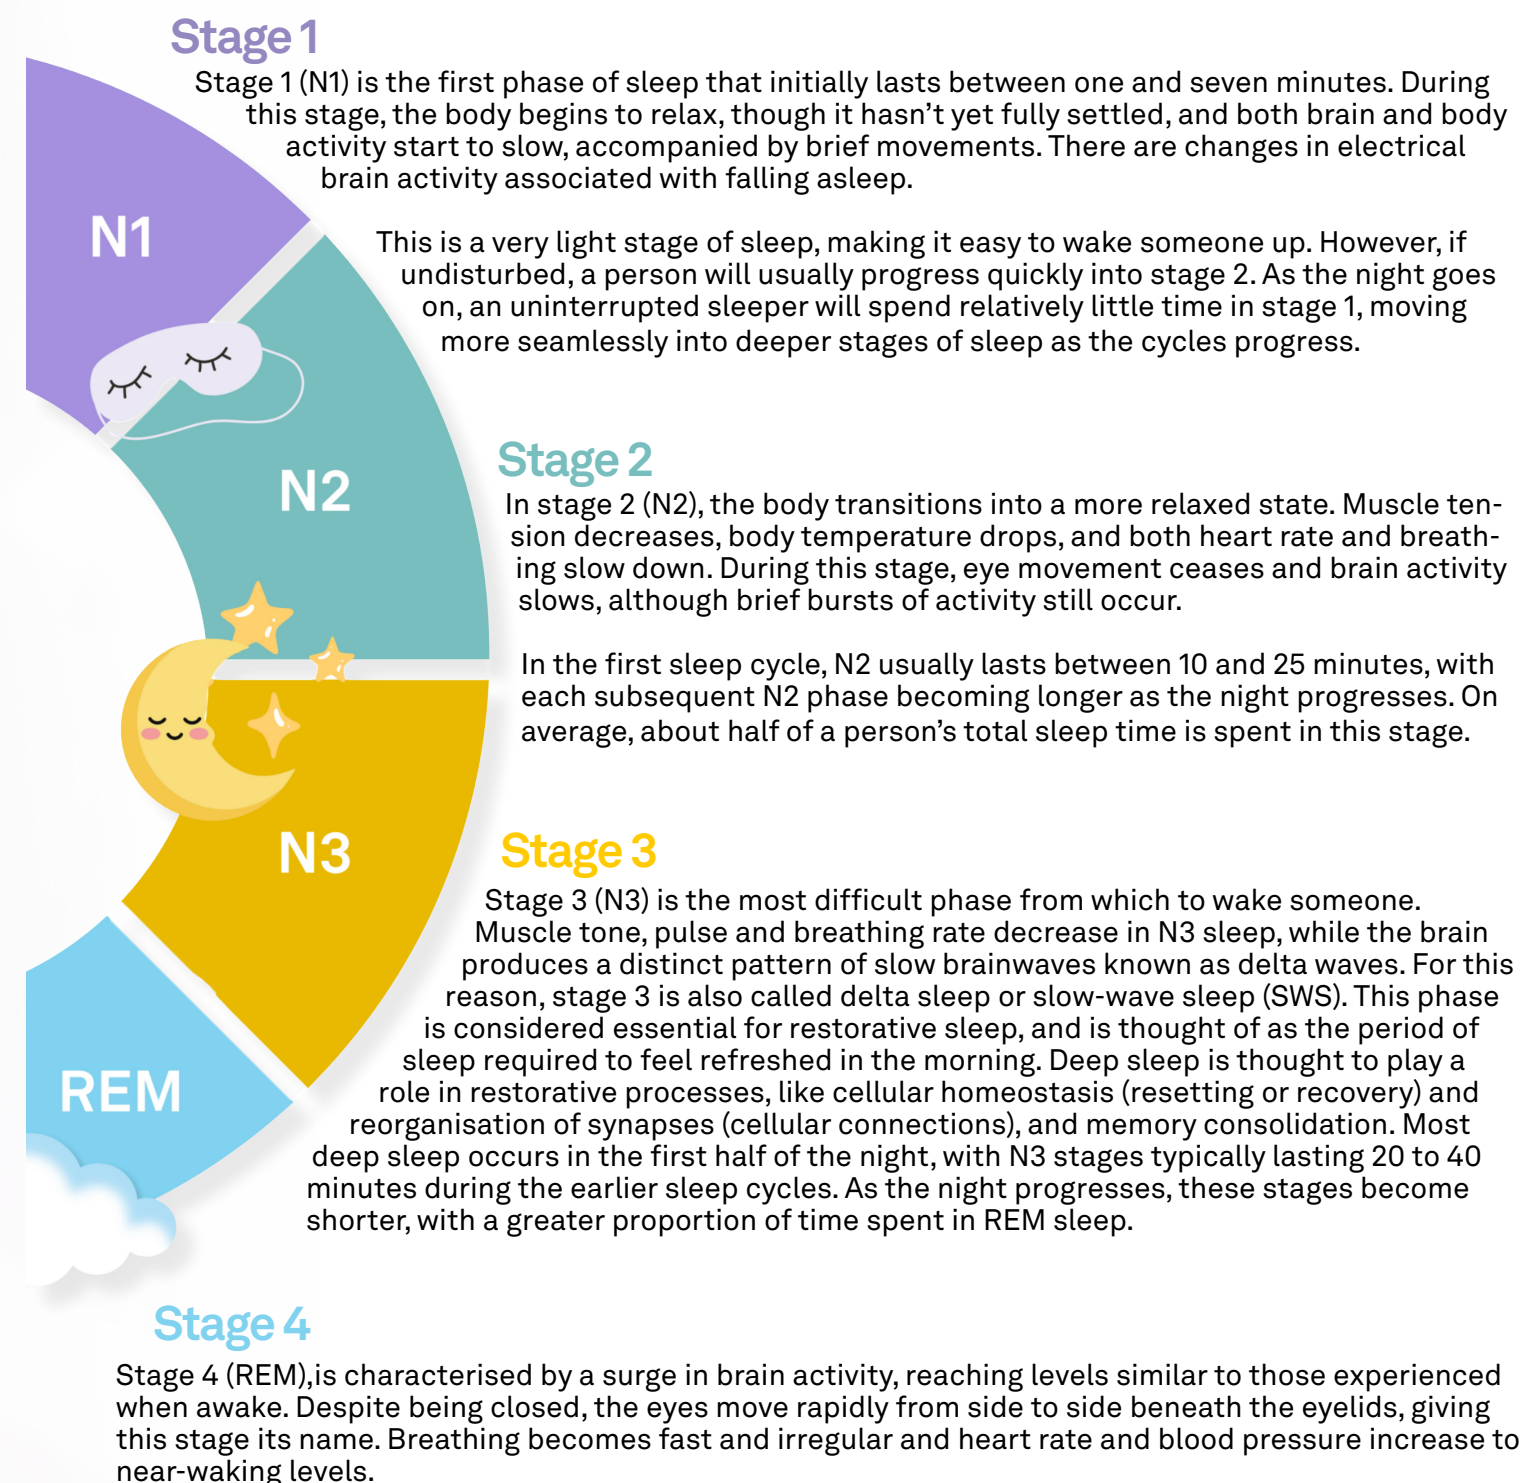 Stage 1
Stage 1 (N1) is the first phase of sleep that initially lasts between one and seven minutes. During
this stage, the body begins to relax, though it hasn’t yet fully settled, and both brain and body
activity start to slow, accompanied by brief movements. There are changes in electrical
brain activity associated with falling asleep.
N1
This is a very light stage of sleep, making it easy to wake someone up. However, if
undisturbed, a person will usually progress quickly into stage 2. As the night goes
on, an uninterrupted sleeper will spend relatively little time in stage 1, moving
more seamlessly into deeper stages of sleep as the cycles progress.
Stage 2
N2
In stage 2 (N2), the body transitions into a more relaxed state. Muscle ten-
sion decreases, body temperature drops, and both heart rate and breath-
ing slow down. During this stage, eye movement ceases and brain activity
slows, although brief bursts of activity still occur.
In the first sleep cycle, N2 usually lasts between 10 and 25 minutes, with
each subsequent N2 phase becoming longer as the night progresses. On
average, about half of a person’s total sleep time is spent in this stage.
N3
Stage 3
Stage 3 (N3) is the most difficult phase from which to wake someone.
Muscle tone, pulse and breathing rate decrease in N3 sleep, while the brain
produces a distinct pattern of slow brainwaves known as delta waves. For this
reason, stage 3 is also called delta sleep or slow-wave sleep (SWS). This phase
is considered essential for restorative sleep, and is thought of as the period of
sleep required to feel refreshed in the morning. Deep sleep is thought to play a
role in restorative processes, like cellular homeostasis (resetting or recovery) and
reorganisation of synapses (cellular connections), and memory consolidation. Most
deep sleep occurs in the first half of the night, with N3 stages typically lasting 20 to 40
minutes during the earlier sleep cycles. As the night progresses, these stages become
shorter, with a greater proportion of time spent in REM sleep.
REM
Stage 4
Stage 4 (REM),is characterised by a surge in brain activity, reaching levels similar to those experienced
when awake. Despite being closed, the eyes move rapidly from side to side beneath the eyelids, giving
this stage its name. Breathing becomes fast and irregular and heart rate and blood pressure increase to
near-waking levels.